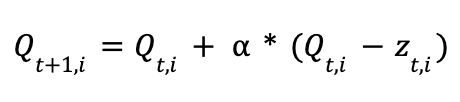 Q_{t+1,i} = Q_{t,i} + α * (Q_{t,i} − z_{t,i})